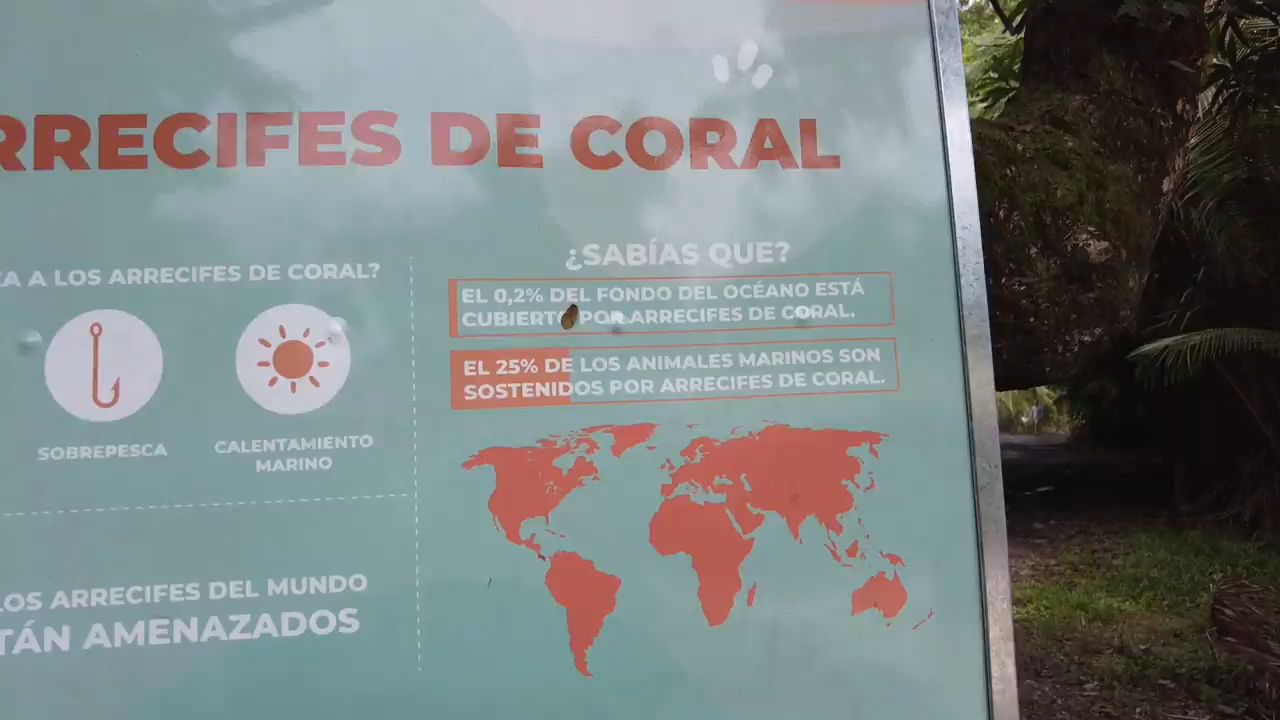 RRECIFES DE CORAL
A A LOS ARRECIFES DE CORAL?
SOBREPESCA
CALENTAMIENTO
MARINO
LOS ARRECIFES DEL MUNDO
TÁN AMENAZADOS
¿SABÍAS QUE?
EL 0,2% DEL FONDO DEL OCÉANO ESTÁ
CUBIERTO POR ARRECIFES DE CORAL.
EL 25% DE LOS ANIMALES MARINOS SON
SOSTENIDOS POR ARRECIFES DE CORAL.